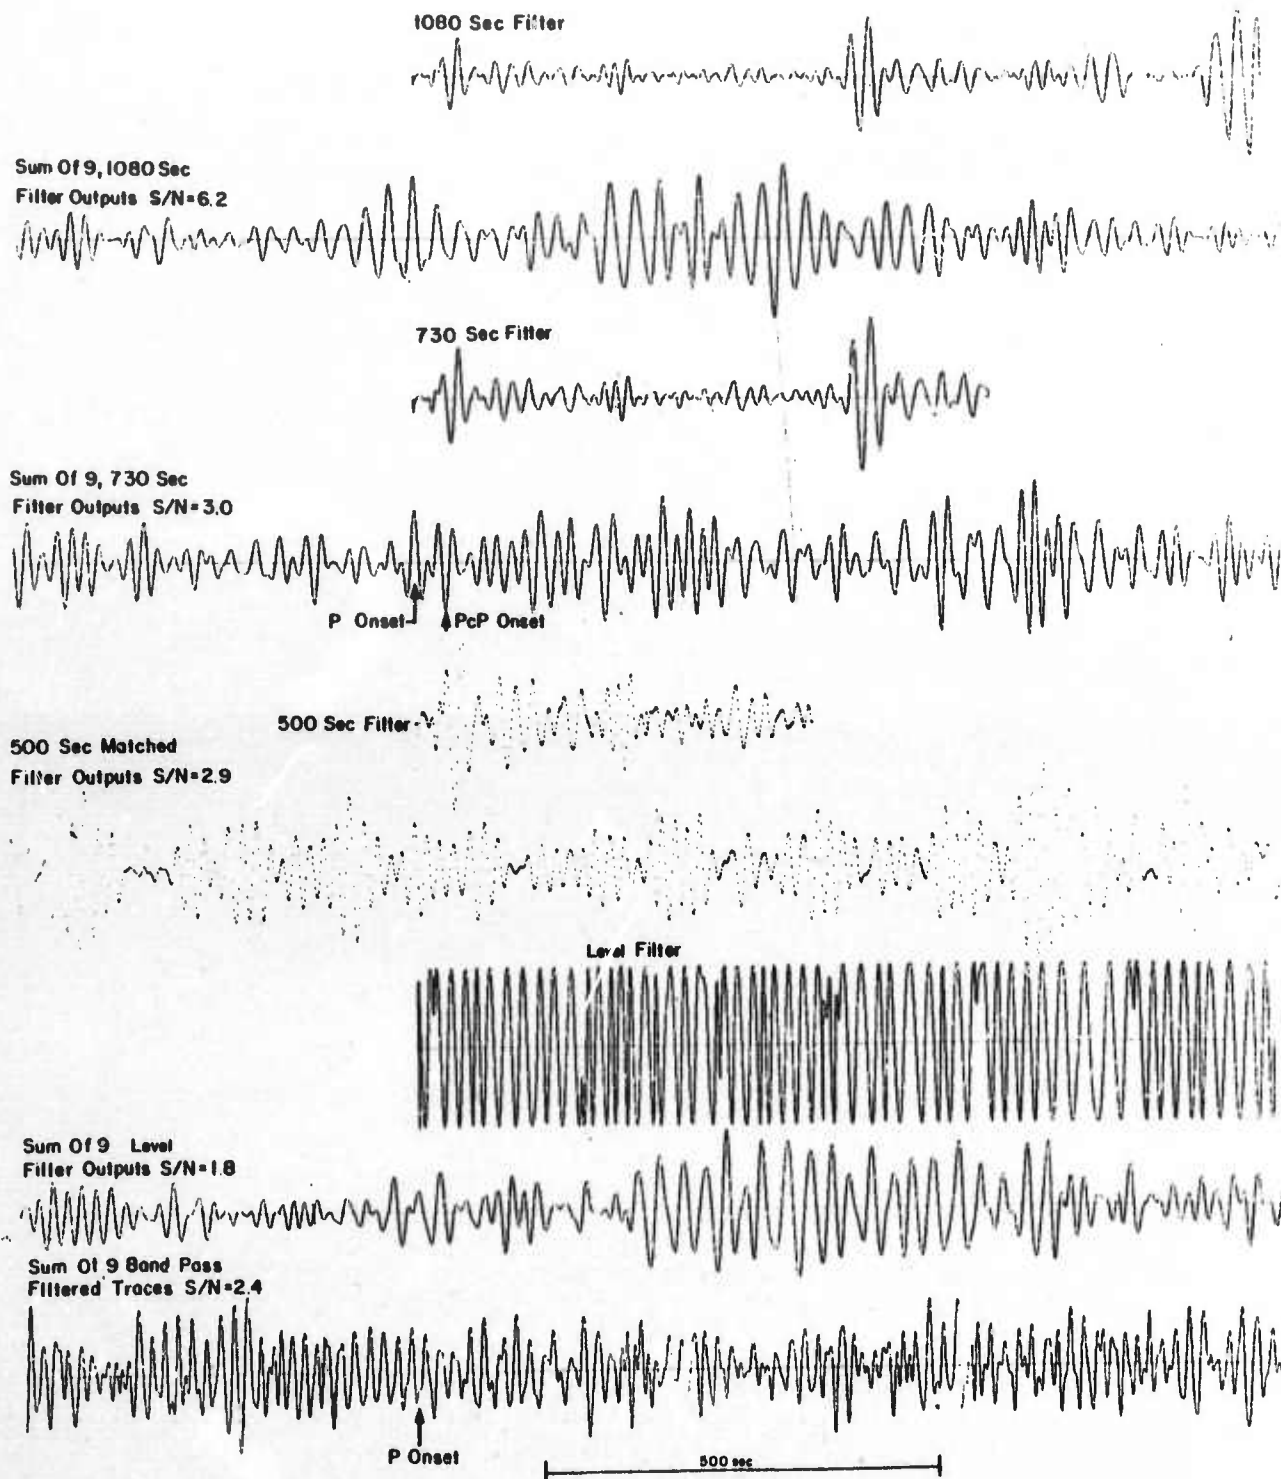 1080 Sec Filter
Sum Of 9, 1080 Sec
Filter Outputs S/N=6.2
730 Sec Filter
Sum Of 9, 730 Sec
Filter Outputs S/N=3.0
P Onset
PcP Onset
500 Sec Filter
500 Sec Matched
Filter Outputs S/N=2.9
Level Filter
Sum Of 9 Level
Filter Outputs S/N=1.8
Sum Of 9 Band Pass
Filtered Traces S/N=2.4
P Onset
500 sec